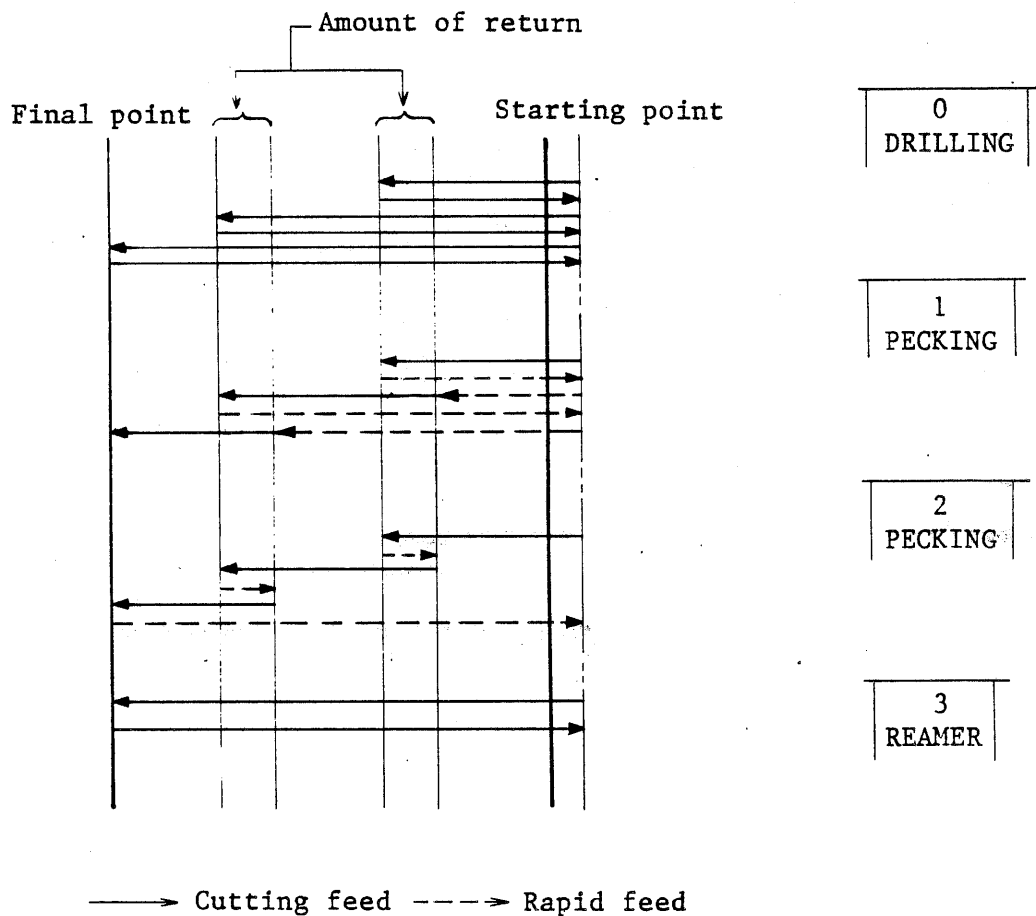 Amount of return
Final point
Starting point
0
DRILLING
1
PECKING
2
PECKING
3
REAMER
Cutting feed
Rapid feed